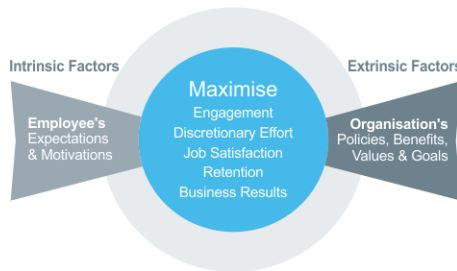 Intrinsic Factors
Extrinsic Factors
Employee's
Expectations
& Motivations
Maximise
Engagement
Discretionary Effort
Job Satisfaction
Retention
Business Results
Organisation's
Policies, Benefits,
Values & Goals